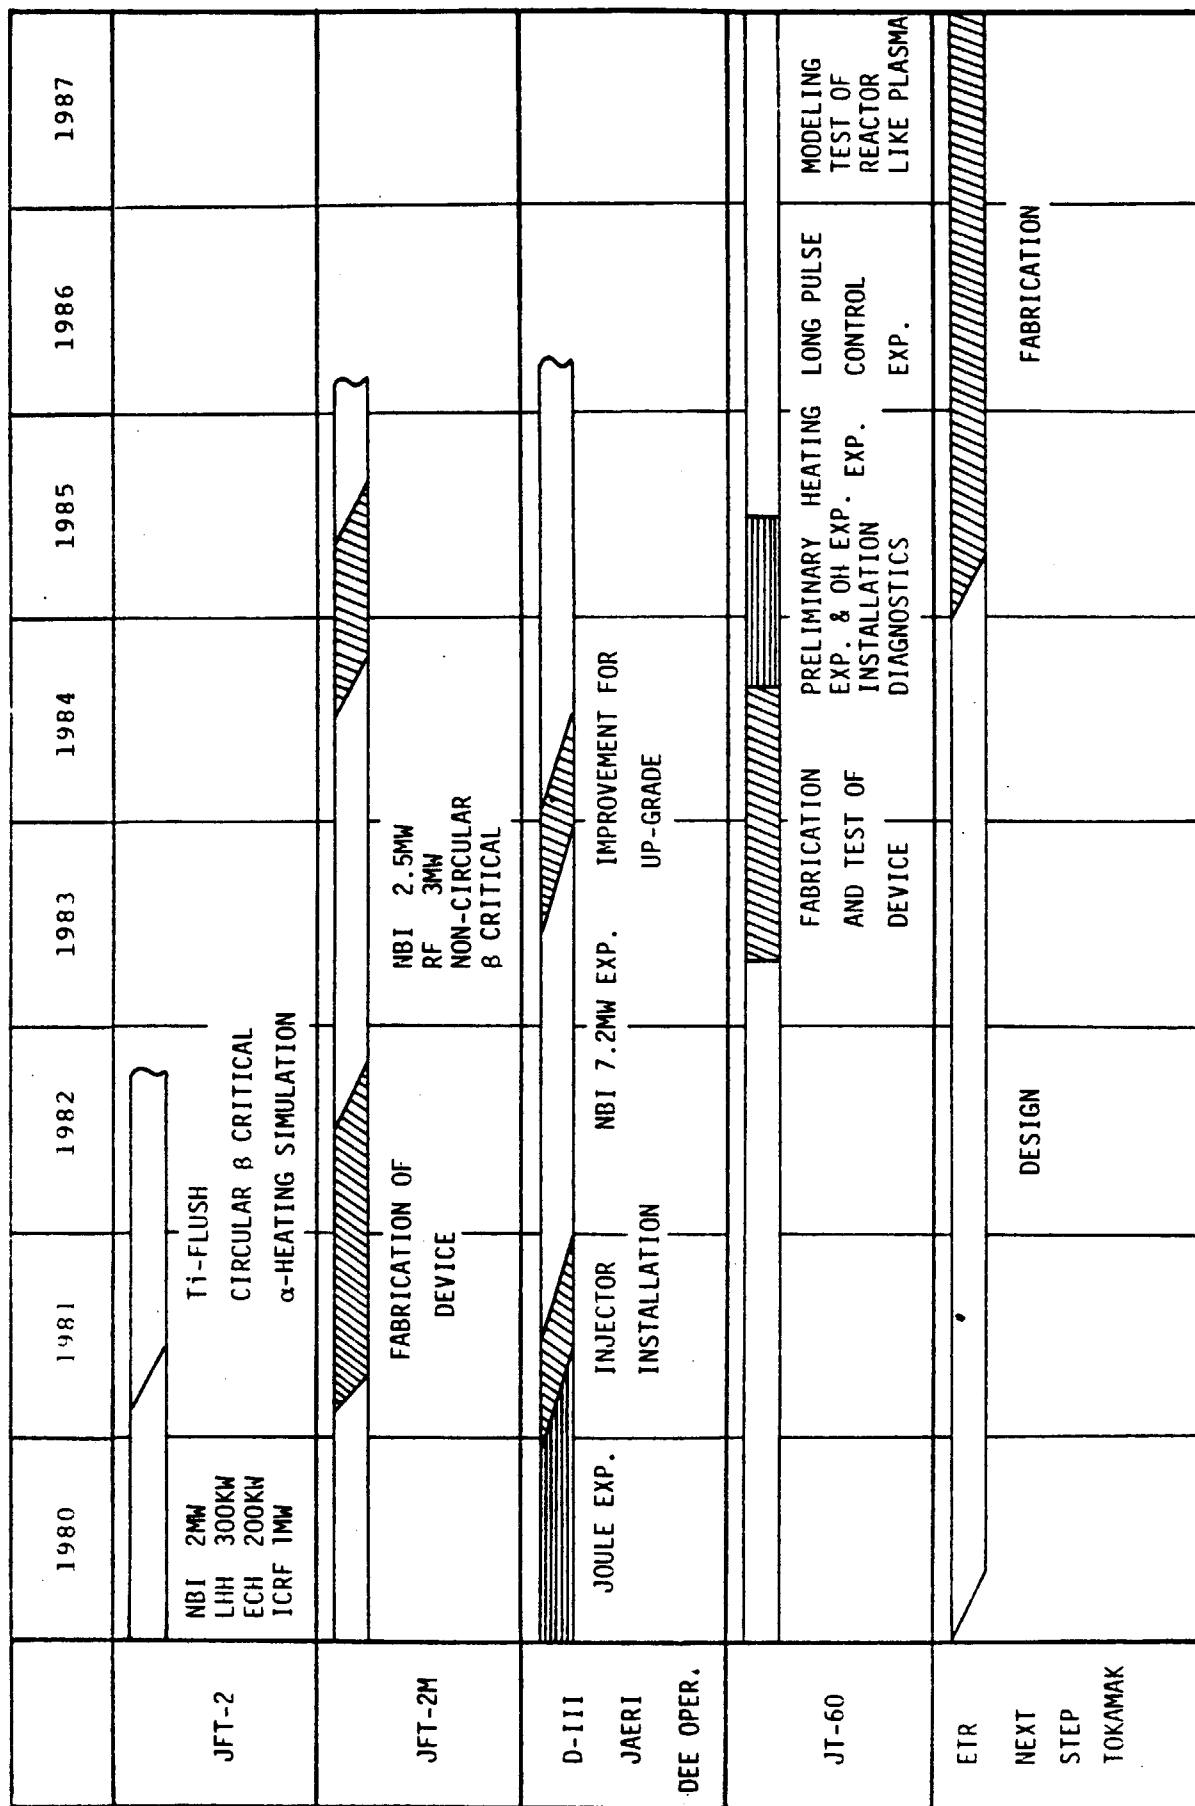 1980 1981 1982 1983 1984 1985 1986 1987
JFT-2
NBI 2MW
LHH 300KW
ECH 200KW
ICRF 1MW
Ti-FLUSH
CIRCULAR β CRITICAL
α-HEATING SIMULATION
JFT-2M
FABRICATION OF
DEVICE
NBI 2.5MW
RF 3MW
NON-CIRCULAR
β CRITICAL
D-III
JAERI
DEE OPER.
JOULE EXP.
INJECTOR
INSTALLATION
NBI 7.2MW EXP.
IMPROVEMENT FOR
UP-GRADE
JT-60
FABRICATION
AND TEST OF
DEVICE
PRELIMINARY
EXP. & OH EXP.
INSTALLATION
DIAGNOSTICS
HEATING
EXP.
LONG PULSE
CONTROL
EXP.
MODELING
TEST OF
REACTOR
LIKE PLASMA
ETR
NEXT
STEP
TOKAMAK
DESIGN
FABRICATION